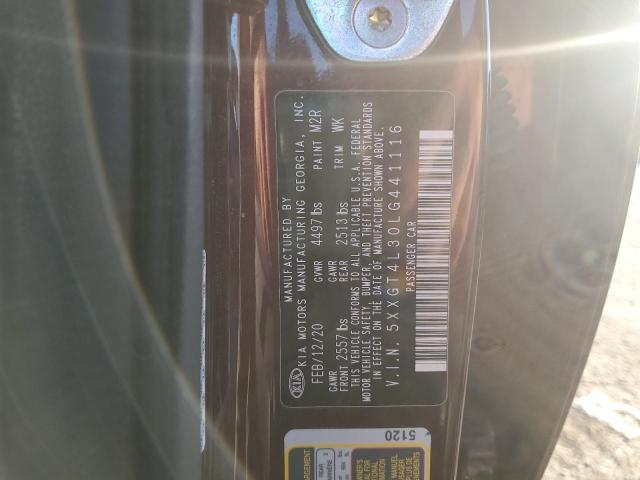 MANUFACTURED BY
KIA KIA MOTORS MANUFACTURING GEORGIA, INC.
FEB/12/20 GVWR 4497 lbs PAINT M2R
GAWR FRONT 2557 lbs GAWR REAR 2513 lbs TRIM WK
THIS VEHICLE CONFORMS TO ALL APPLICABLE U.S.A. FEDERAL
MOTOR VEHICLE SAFETY, BUMPER, AND THEFT PREVENTION STANDARDS
IN EFFECT ON THE DATE OF MANUFACTURE SHOWN ABOVE.
V.I.N. 5XXGT4L30LG441116
PASSENGER CAR
5120